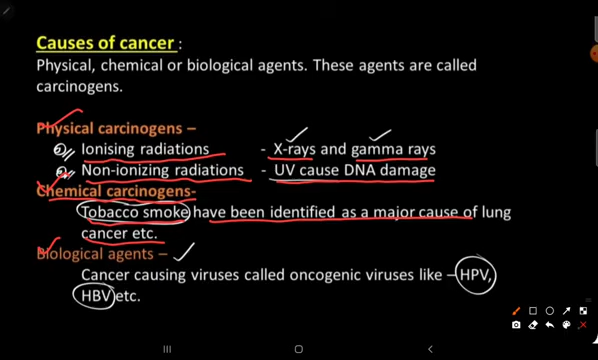 Causes of cancer :
Physical, chemical or biological agents. These agents are called
carcinogens.
Physical carcinogens –
Ionising radiations - X-rays and gamma rays
Non-ionizing radiations - UV cause DNA damage
Chemical carcinogens-
Tobacco smoke have been identified as a major cause of lung
cancer etc.
Biological agents –
Cancer causing viruses called oncogenic viruses like – HPV,
HBV etc.